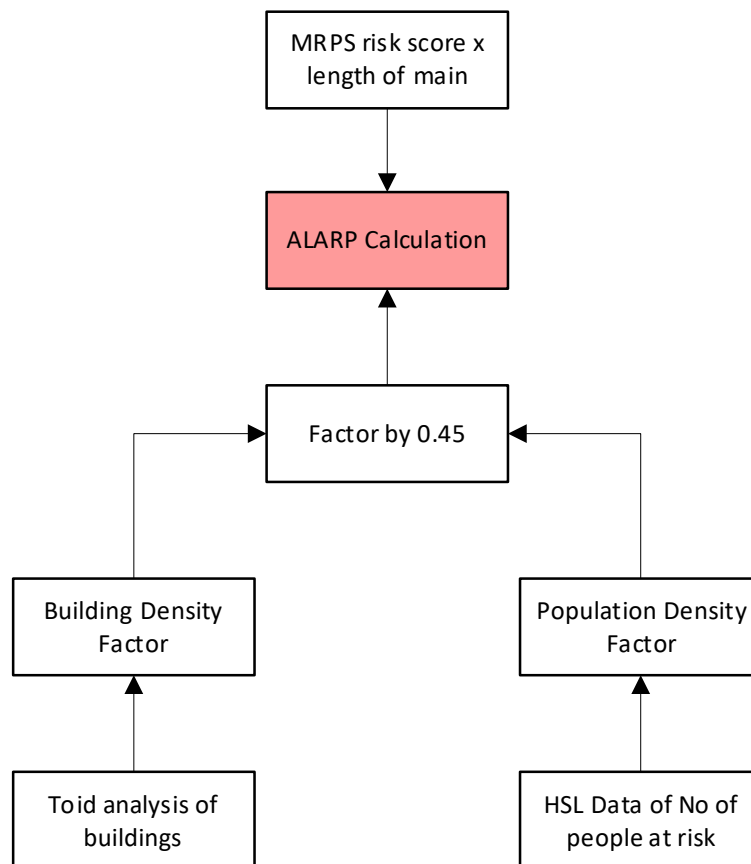 MRPS risk score x
length of main
ALARP Calculation
Factor by 0.45
Building Density
Factor
Population Density
Factor
Toid analysis of
buildings
HSL Data of No of
people at risk